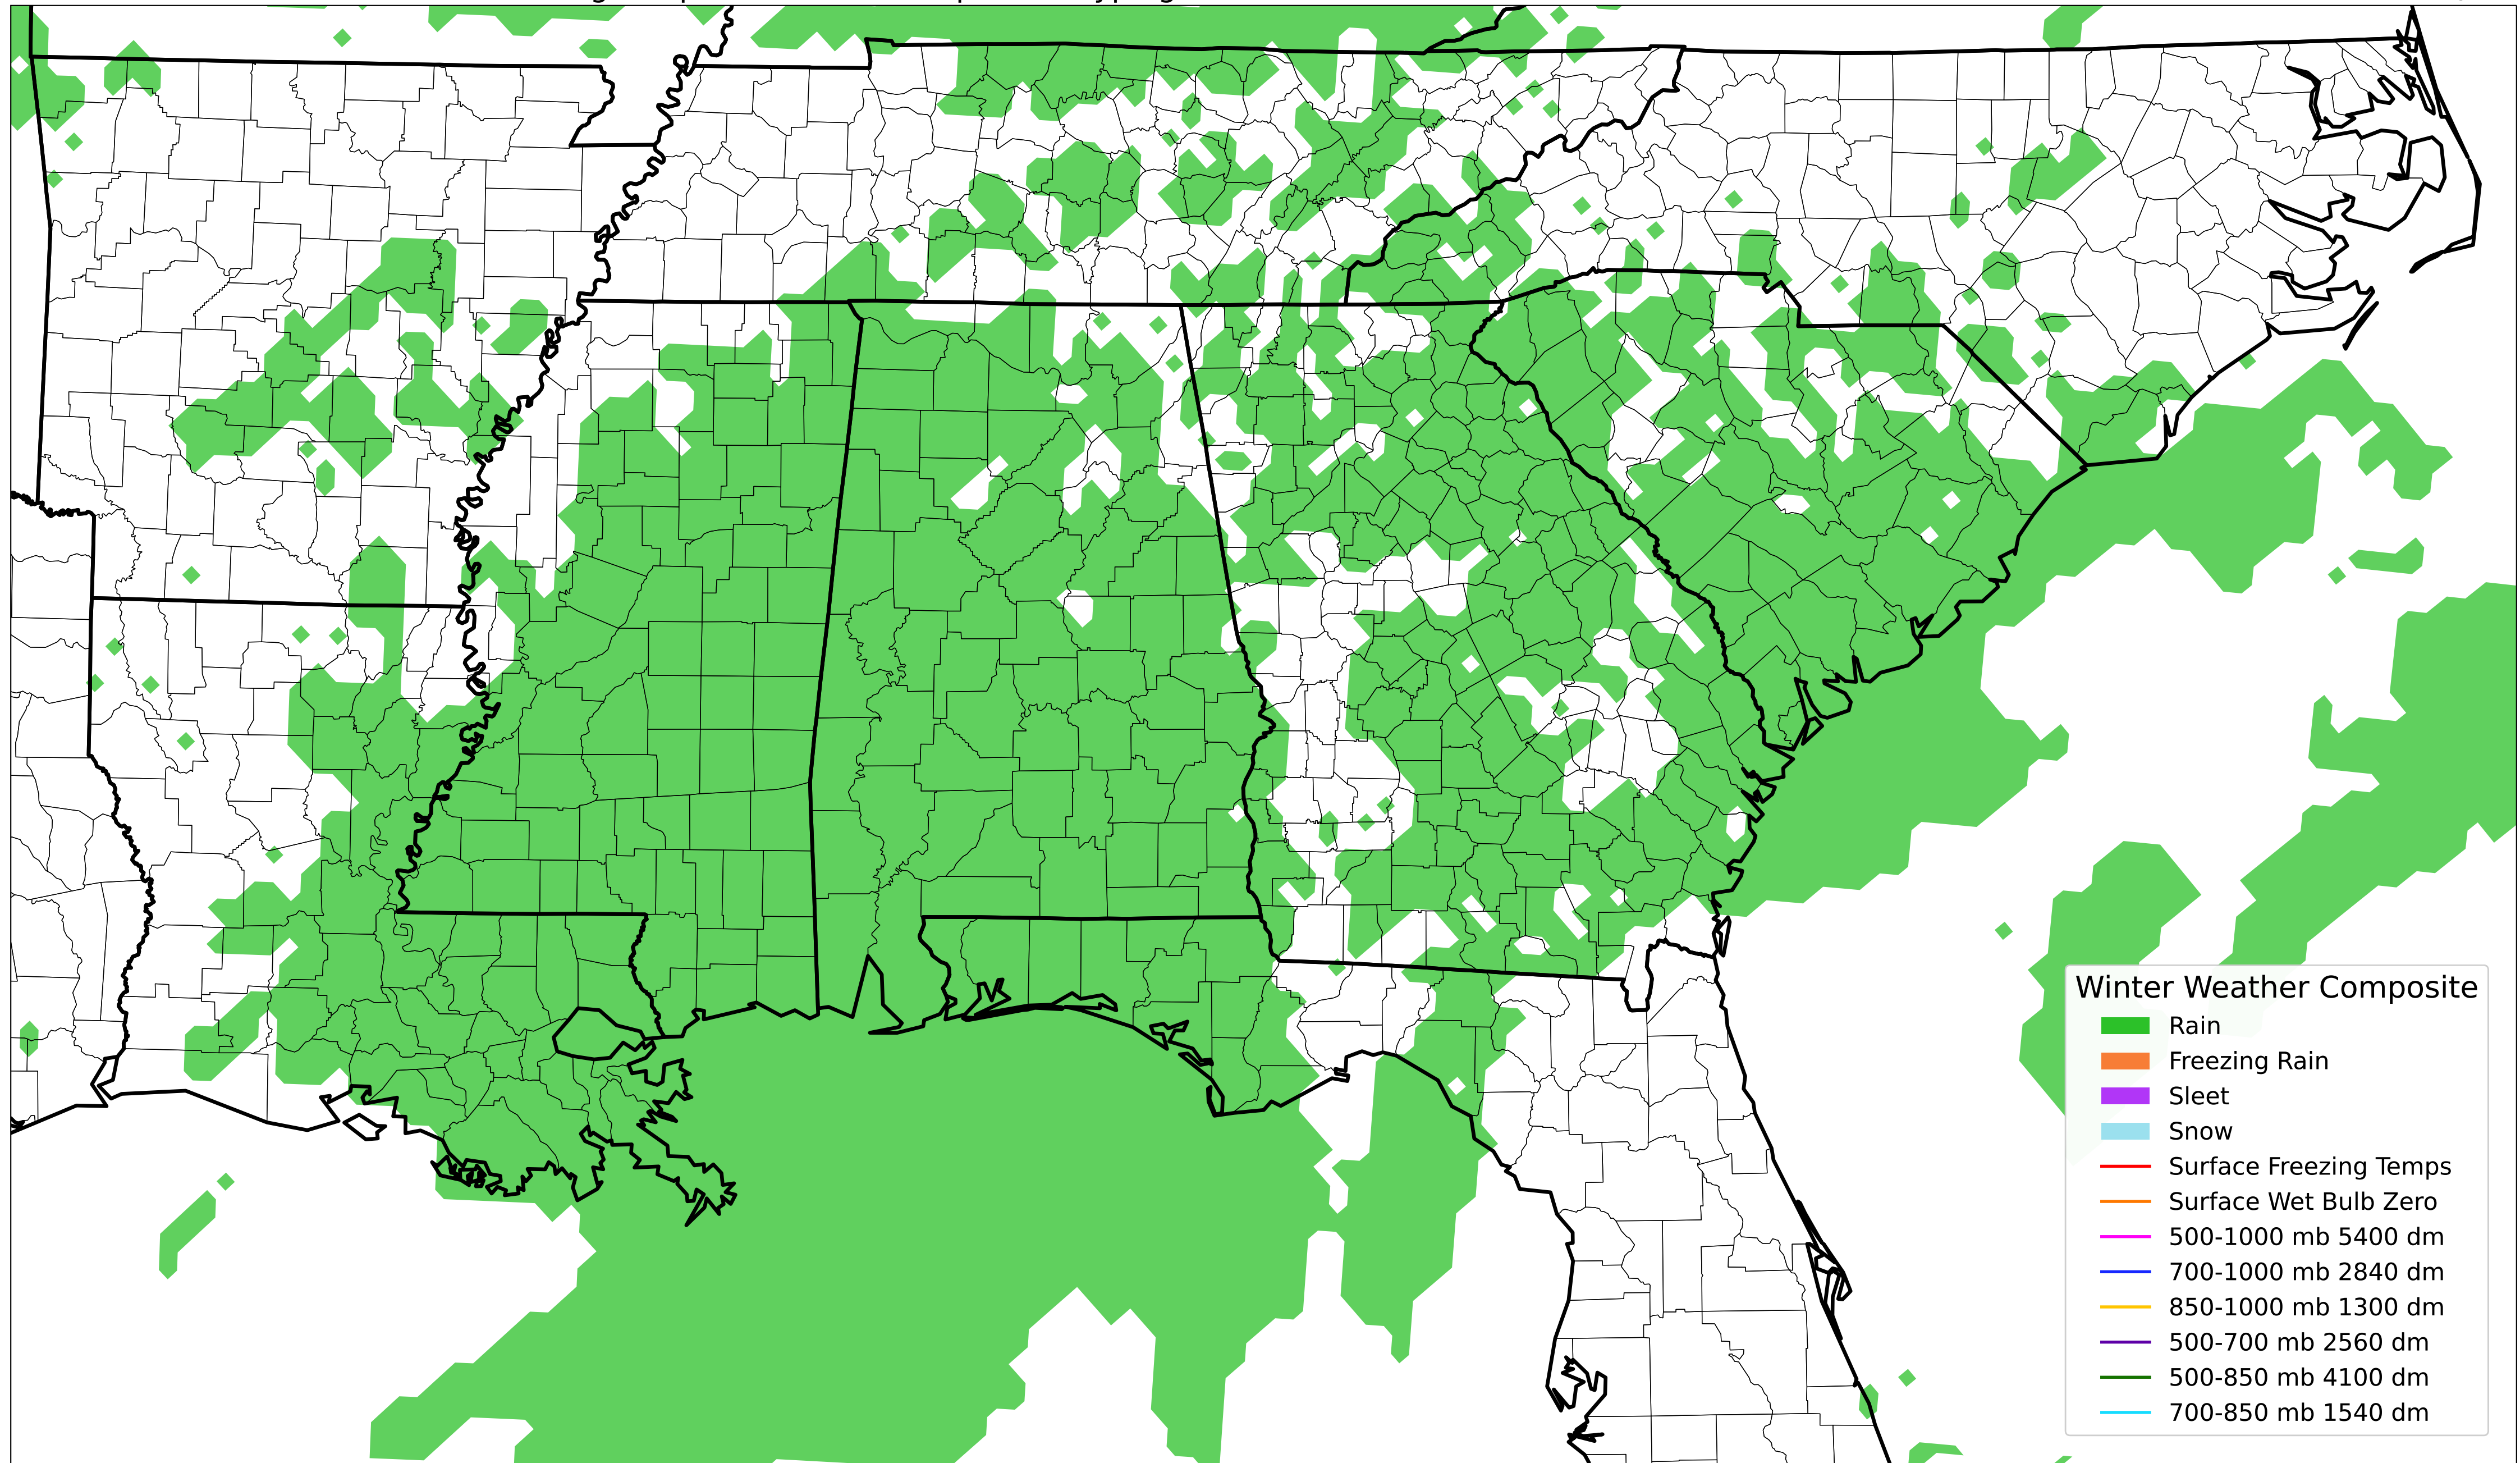 Winter Weather Composite
Rain
Freezing Rain
Sleet
Snow
Surface Freezing Temps
Surface Wet Bulb Zero
500-1000 mb 5400 dm
700-1000 mb 2840 dm
850-1000 mb 1300 dm
500-700 mb 2560 dm
500-850 mb 4100 dm
700-850 mb 1540 dm